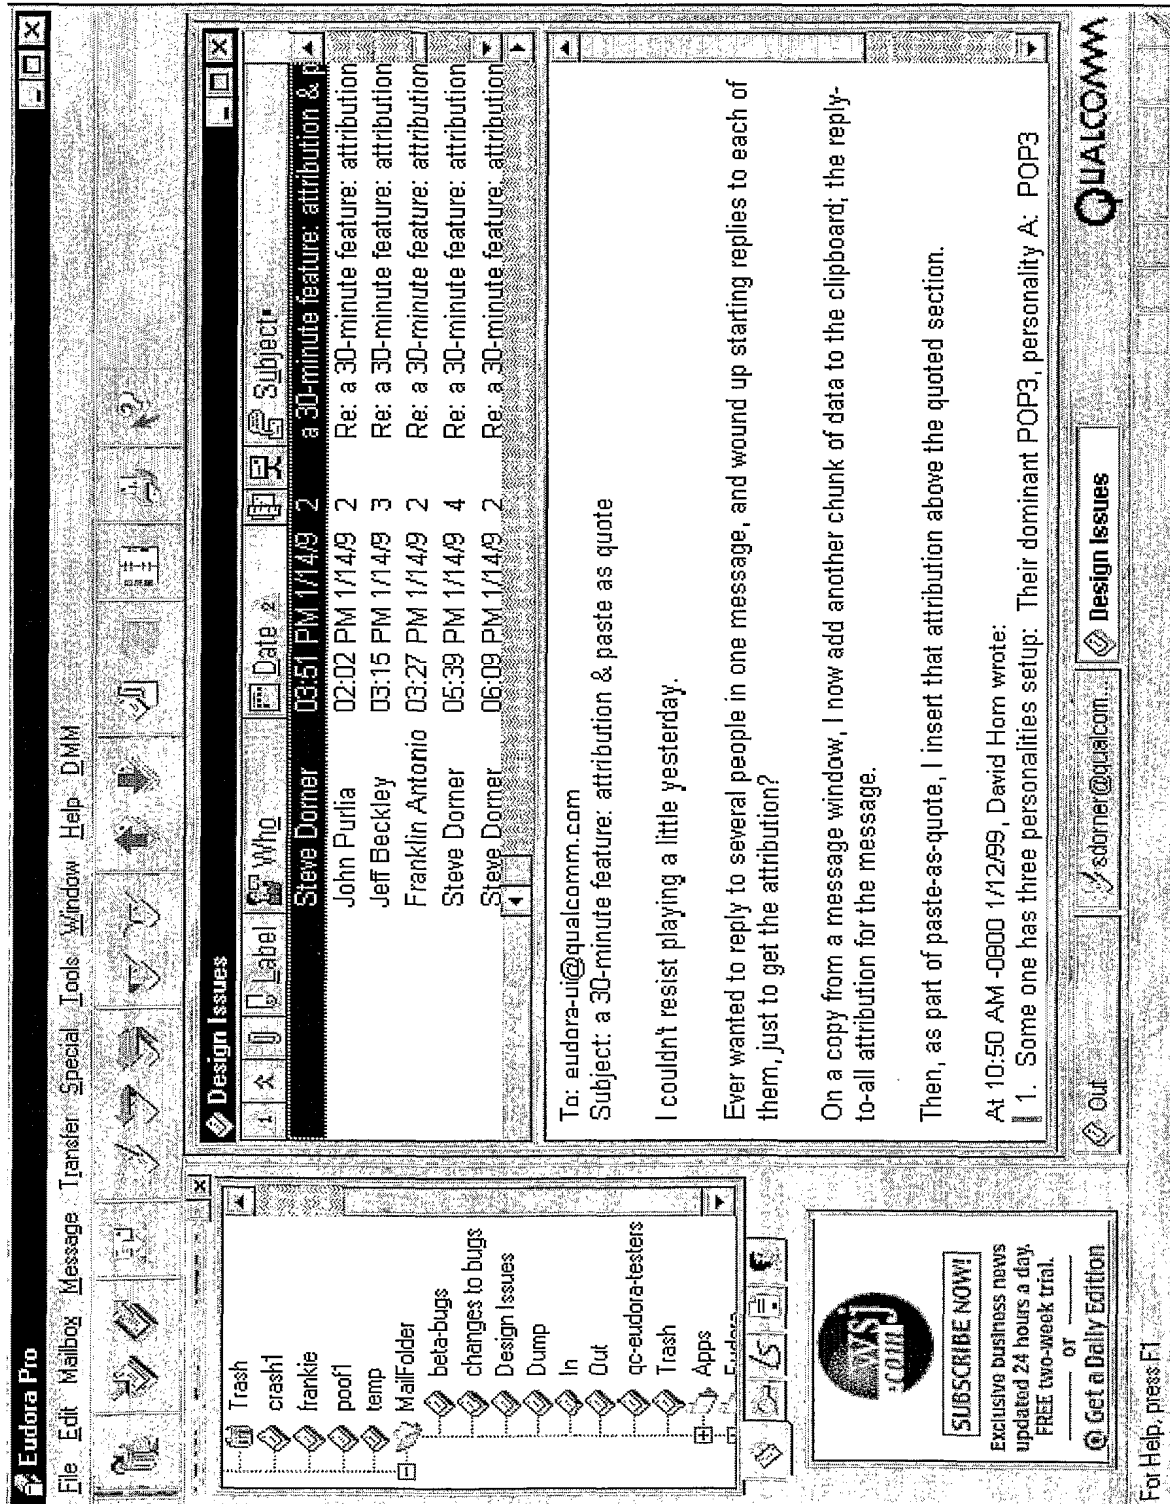 Eudora Pro
File Edit Mailbox Message Transfer Special Tools Window Help DMM
Trash
crash1
frankie
poof1
temp
MailFolder
beta-bugs
changes to bugs
Design Issues
Dump
In
Out
qc-eudora-testers
Trash
Apps
Eudora
wsj
.com
SUBSCRIBE NOW!
Exclusive business news
updated 24 hours a day.
FREE two-week trial.
or
Get a Daily Edition
Design Issues
Label Who Date 2 Subject
Steve Dorner 03:51 PM 1/14/9 2 a 30-minute feature: attribution & p
John Purlia 02:02 PM 1/14/9 2 Re: a 30-minute feature: attribution
Jeff Beckley 03:15 PM 1/14/9 3 Re: a 30-minute feature: attribution
Franklin Antonio 03:27 PM 1/14/9 2 Re: a 30-minute feature: attribution
Steve Dorner 05:39 PM 1/14/9 4 Re: a 30-minute feature: attribution
Steve Dorner 06:09 PM 1/14/9 2 Re: a 30-minute feature: attribution
To: eudora-ui@qualcomm.com
Subject: a 30-minute feature: attribution & paste as quote
I couldn't resist playing a little yesterday.
Ever wanted to reply to several people in one message, and wound up starting replies to each of
them, just to get the attribution?
On a copy from a message window, I now add another chunk of data to the clipboard; the reply-
to-all attribution for the message.
Then, as part of paste-as-quote, I insert that attribution above the quoted section.
At 10:50 AM -0800 1/12/99, David Horn wrote:
1. Some one has three personalities setup: Their dominant POP3, personality A: POP3
Out
sdorner@qualcom...
Design Issues
QUALCOMM
For Help, press F1